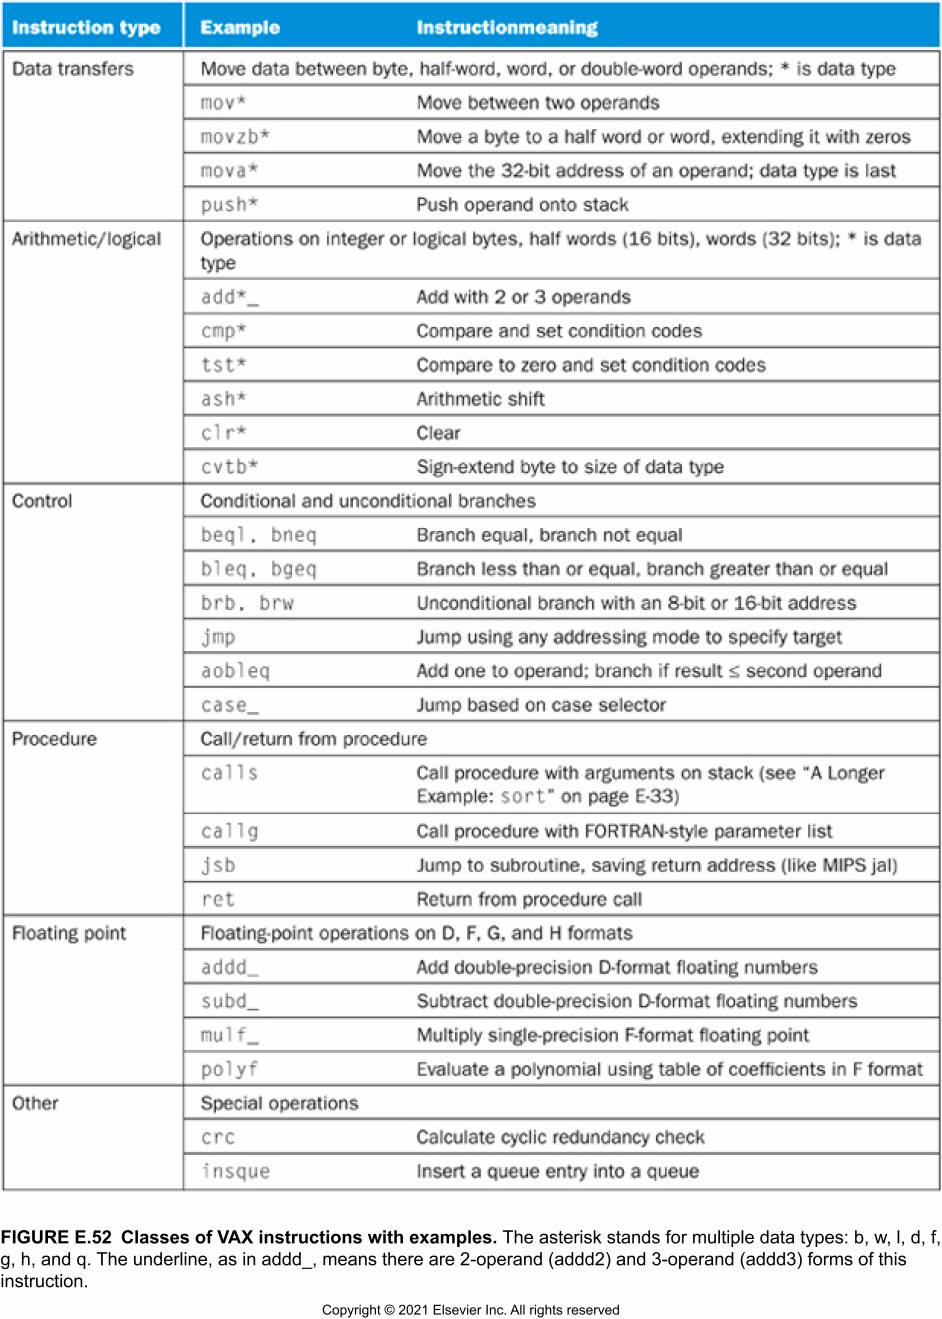 Instruction type Example Instructionmeaning
Data transfers Move data between byte, half-word, word, or double-word operands; * is data type
mov* Move between two operands
movzb* Move a byte to a half word or word, extending it with zeros
mova* Move the 32-bit address of an operand; data type is last
push* Push operand onto stack
Arithmetic/logical Operations on integer or logical bytes, half words (16 bits), words (32 bits); * is data
type
add*_ Add with 2 or 3 operands
cmp* Compare and set condition codes
tst* Compare to zero and set condition codes
ash* Arithmetic shift
clr* Clear
cvtb* Sign-extend byte to size of data type
Control Conditional and unconditional branches
beql, bneq Branch equal, branch not equal
bleq, bgeq Branch less than or equal, branch greater than or equal
brb, brw Unconditional branch with an 8-bit or 16-bit address
jmp Jump using any addressing mode to specify target
aobleq Add one to operand; branch if result ≤ second operand
case_ Jump based on case selector
Procedure Call/return from procedure
calls Call procedure with arguments on stack (see “A Longer
Example: sort” on page E-33)
callg Call procedure with FORTRAN-style parameter list
jsb Jump to subroutine, saving return address (like MIPS jal)
ret Return from procedure call
Floating point Floating-point operations on D, F, G, and H formats
addd_ Add double-precision D-format floating numbers
subd_ Subtract double-precision D-format floating numbers
mulf_ Multiply single-precision F-format floating point
polyf Evaluate a polynomial using table of coefficients in F format
Other Special operations
crc Calculate cyclic redundancy check
insque Insert a queue entry into a queue
FIGURE E.52 Classes of VAX instructions with examples. The asterisk stands for multiple data types: b, w, l, d, f,
g, h, and q. The underline, as in addd_, means there are 2-operand (addd2) and 3-operand (addd3) forms of this
instruction.
Copyright © 2021 Elsevier Inc. All rights reserved